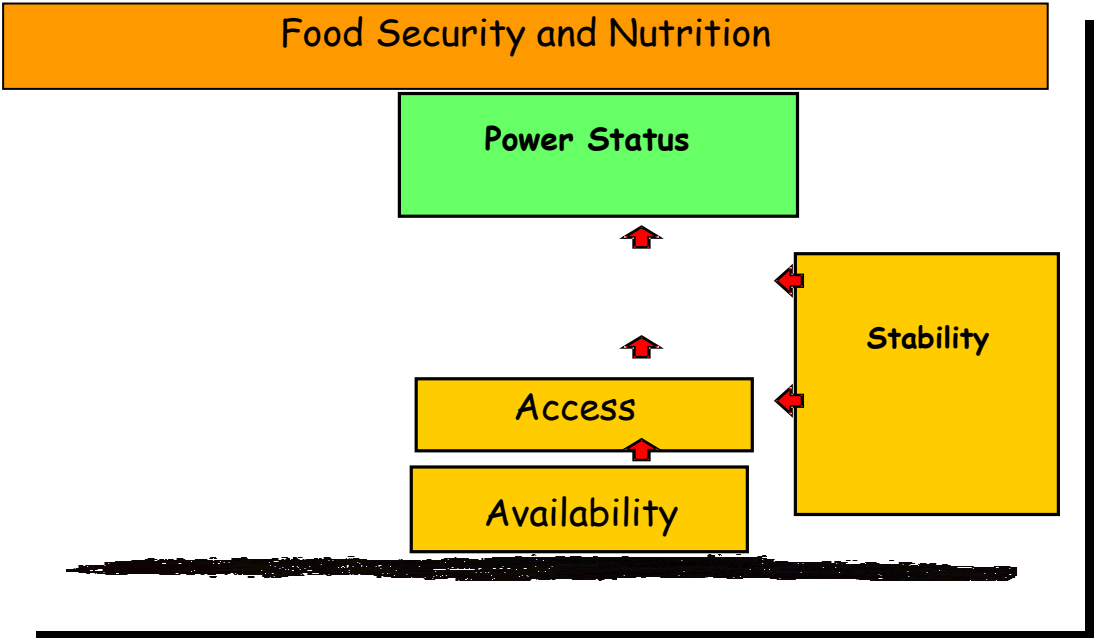 Food Security and Nutrition
Power Status
Stability
Access
Availability